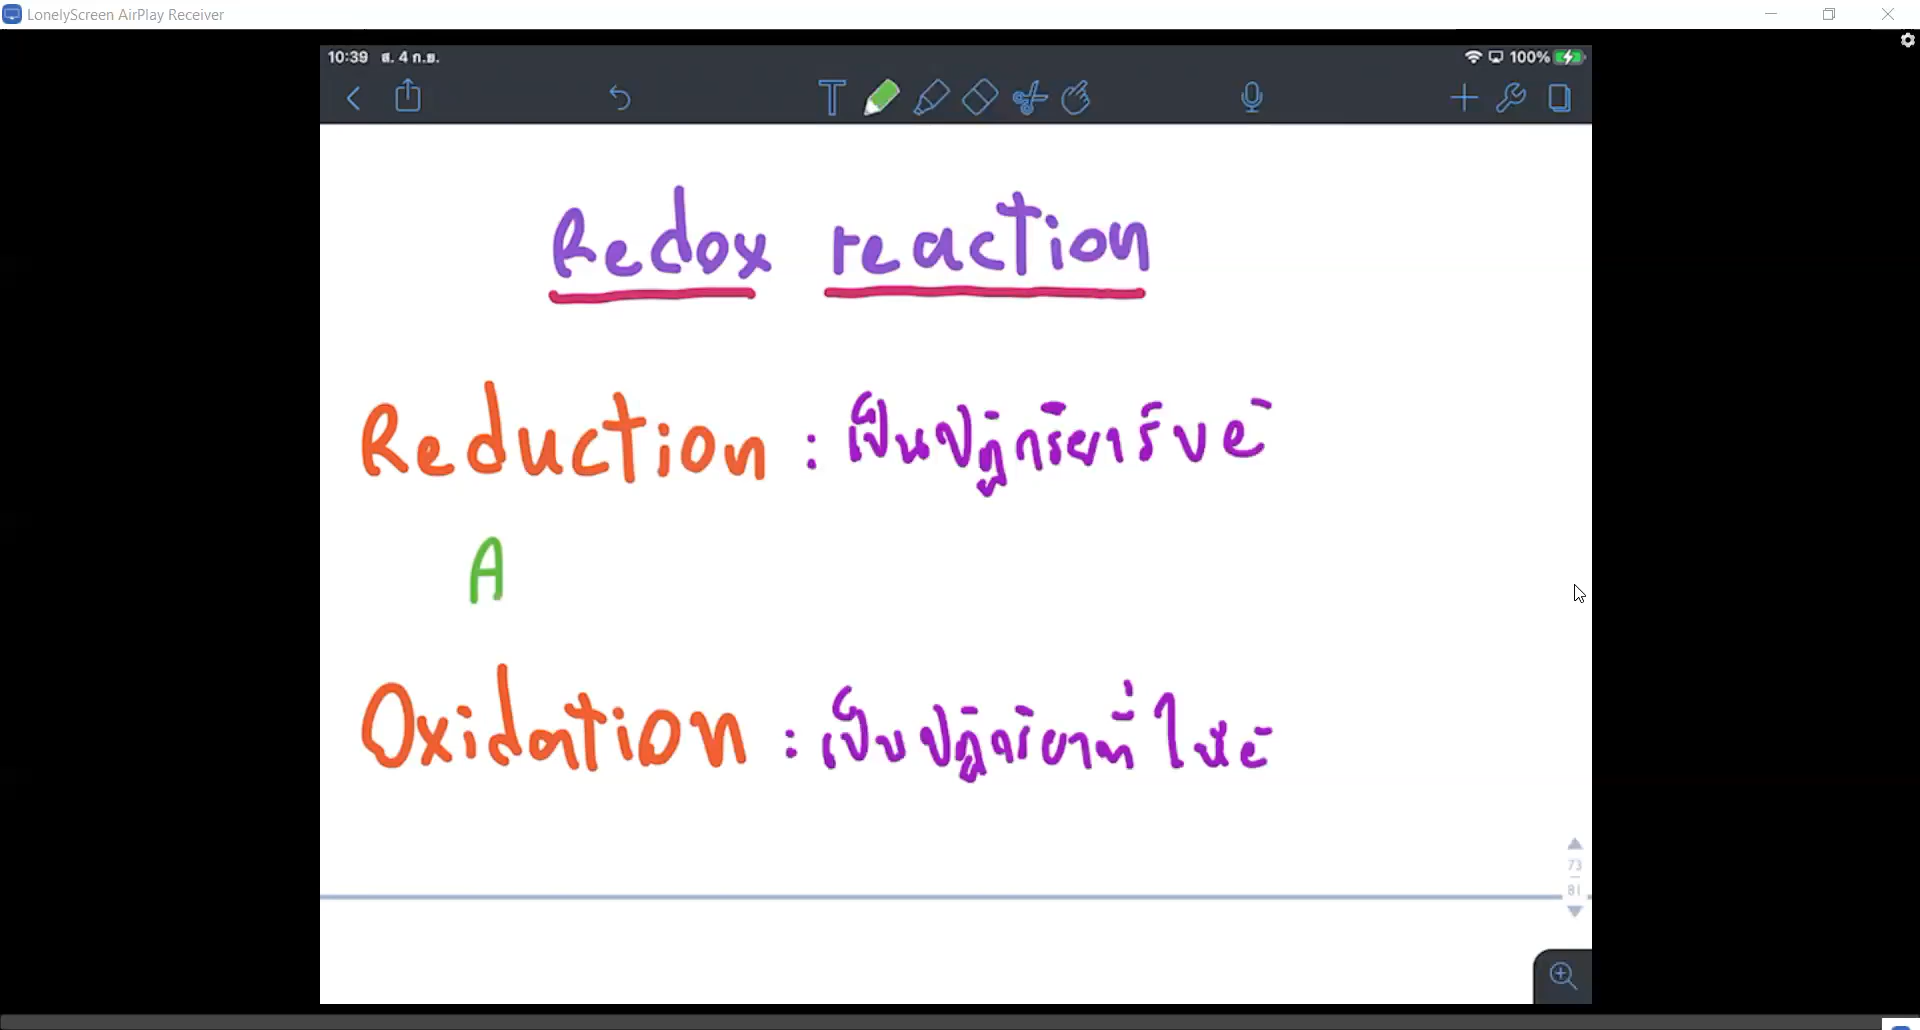 LonelyScreen AirPlay Receiver
10:39 ส. 4 ก.ย. 100%
Redox reaction
Reduction : เป็นปฏิกริยารับ e⁻
A
Oxidation : เป็นปฏิกริยาที่ให้ e⁻
73
81